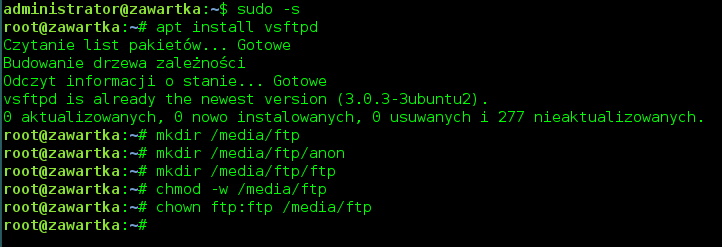 administrator@zawartka:~$ sudo -s
root@zawartka:~# apt install vsftpd
Czytanie list pakietów... Gotowe
Budowanie drzewa zależności
Odczyt informacji o stanie... Gotowe
vsftpd is already the newest version (3.0.3-3ubuntu2).
0 aktualizowanych, 0 nowo instalowanych, 0 usuwanych i 277 nieaktualizowanych.
root@zawartka:~# mkdir /media/ftp
root@zawartka:~# mkdir /media/ftp/anon
root@zawartka:~# mkdir /media/ftp/ftp
root@zawartka:~# chmod -w /media/ftp
root@zawartka:~# chown ftp:ftp /media/ftp
root@zawartka:~#